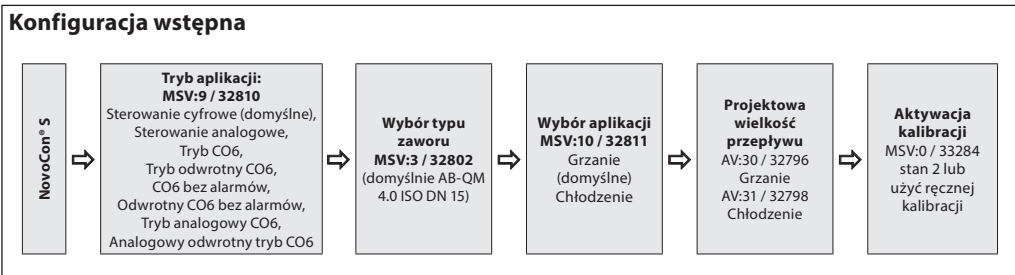 Konfiguracja wstępna
NovoCon® S
Tryb aplikacji:
MSV:9 / 32810
Sterowanie cyfrowe (domyślne),
Sterowanie analogowe,
Tryb CO6,
Tryb odwrotny CO6,
CO6 bez alarmów,
Odwrotny CO6 bez alarmów,
Tryb analogowy CO6,
Analogowy odwrotny tryb CO6
Wybór typu
zaworu
MSV:3 / 32802
(domyślnie AB-QM
4.0 ISO DN 15)
Wybór aplikacji
MSV:10 / 32811
Grzanie
(domyślne)
Chłodzenie
Projektowa
wielkość
przepływu
AV:30 / 32796
Grzanie
AV:31 / 32798
Chłodzenie
Aktywacja
kalibracji
MSV:0 / 33284
stan 2 lub
użyć ręcznej
kalibracji